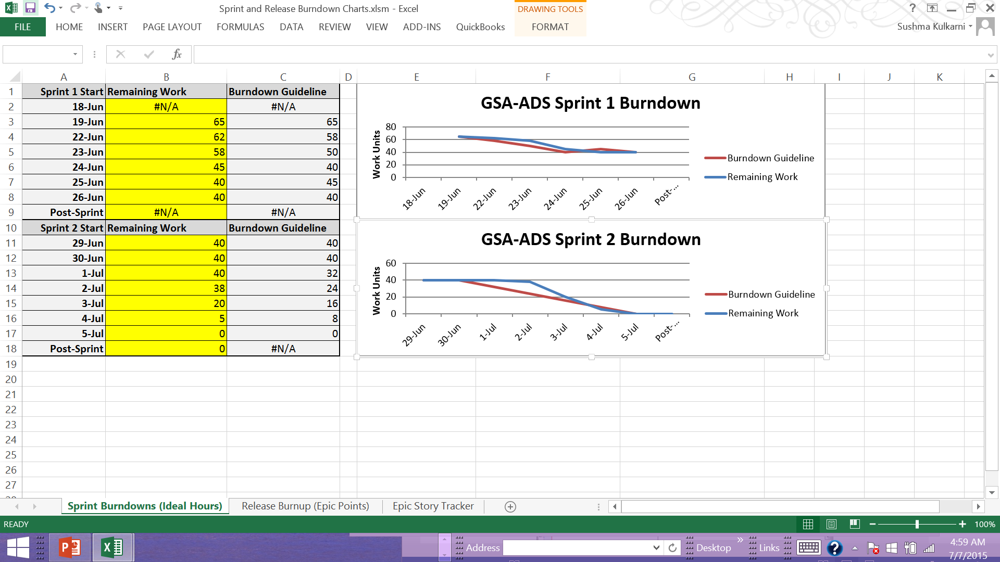 Sprint and Release Burndown Charts.xlsm - Excel
DRAWING TOOLS
?
FILE HOME INSERT PAGE LAYOUT FORMULAS DATA REVIEW VIEW ADD-INS QuickBooks FORMAT
Sushma Kulkarni
fx
A B C D E F G H I J K
1 Sprint 1 Start Remaining Work Burndown Guideline
2 18-Jun #N/A #N/A
3 19-Jun 65 65
4 22-Jun 62 58
5 23-Jun 58 50
6 24-Jun 45 40
7 25-Jun 40 45
8 26-Jun 40 40
9 Post-Sprint #N/A #N/A
10 Sprint 2 Start Remaining Work Burndown Guideline
11 29-Jun 40 40
12 30-Jun 40 40
13 1-Jul 40 32
14 2-Jul 38 24
15 3-Jul 20 16
16 4-Jul 5 8
17 5-Jul 0 0
18 Post-Sprint 0 #N/A
19
20
21
22
23
24
25
26
27
GSA-ADS Sprint 1 Burndown
Work Units
80
60
40
20
0
18-Jun 19-Jun 22-Jun 23-Jun 24-Jun 25-Jun 26-Jun Post-...
Burndown Guideline
Remaining Work
GSA-ADS Sprint 2 Burndown
Work Units
60
40
20
0
29-Jun 30-Jun 1-Jul 2-Jul 3-Jul 4-Jul 5-Jul Post-...
Burndown Guideline
Remaining Work
Sprint Burndowns (Ideal Hours) Release Burnup (Epic Points) Epic Story Tracker
READY
100%
Address
Desktop
Links
4:59 AM
7/7/2015